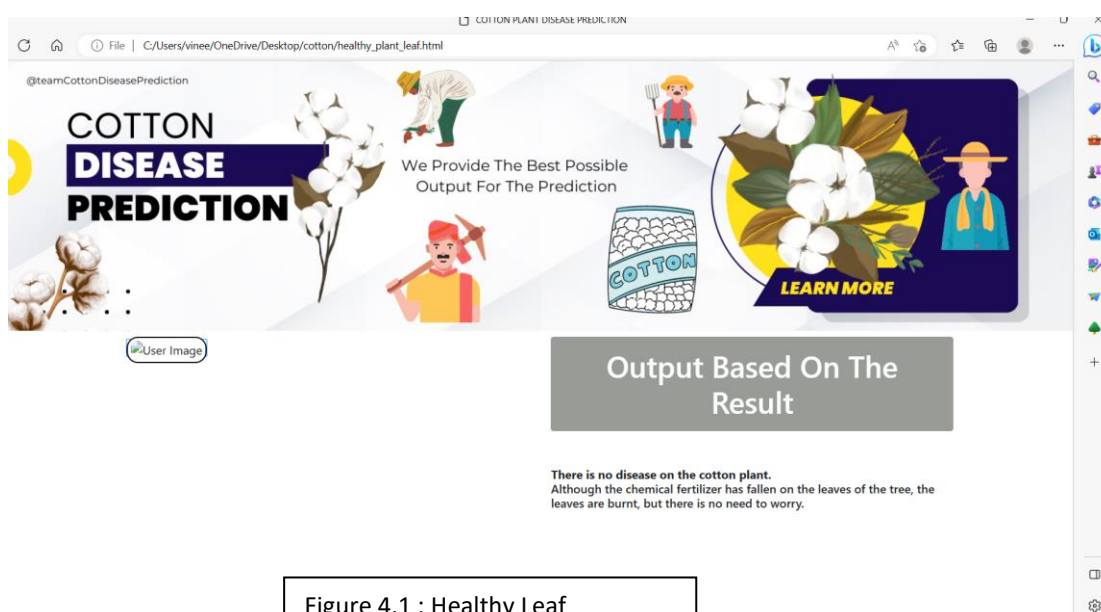 COTTON PLANT DISEASE PREDICTION
File | C:/Users/vinee/OneDrive/Desktop/cotton/healthy_plant_leaf.html
@teamCottonDiseasePrediction
COTTON
DISEASE
PREDICTION
We Provide The Best Possible
Output For The Prediction
COTTON
LEARN MORE
User Image
Output Based On The
Result
There is no disease on the cotton plant.
Although the chemical fertilizer has fallen on the leaves of the tree, the
leaves are burnt, but there is no need to worry.
Figure 4.1 : Healthy Leaf